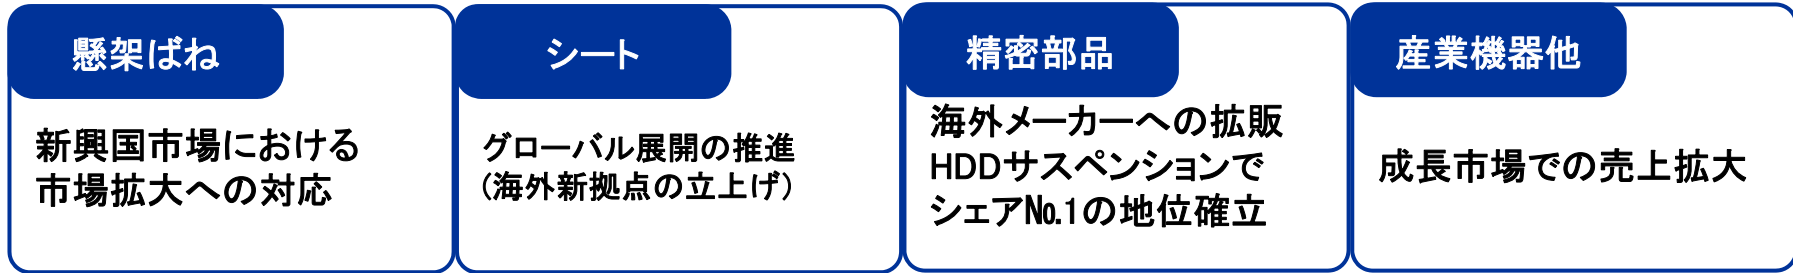 懸架ばね
新興国市場における
市場拡大への対応
シート
グローバル展開の推進
(海外新拠点の立上げ)
精密部品
海外メーカーへの拡販
HDDサスペンションで
シェア№1の地位確立
産業機器他
成長市場での売上拡大